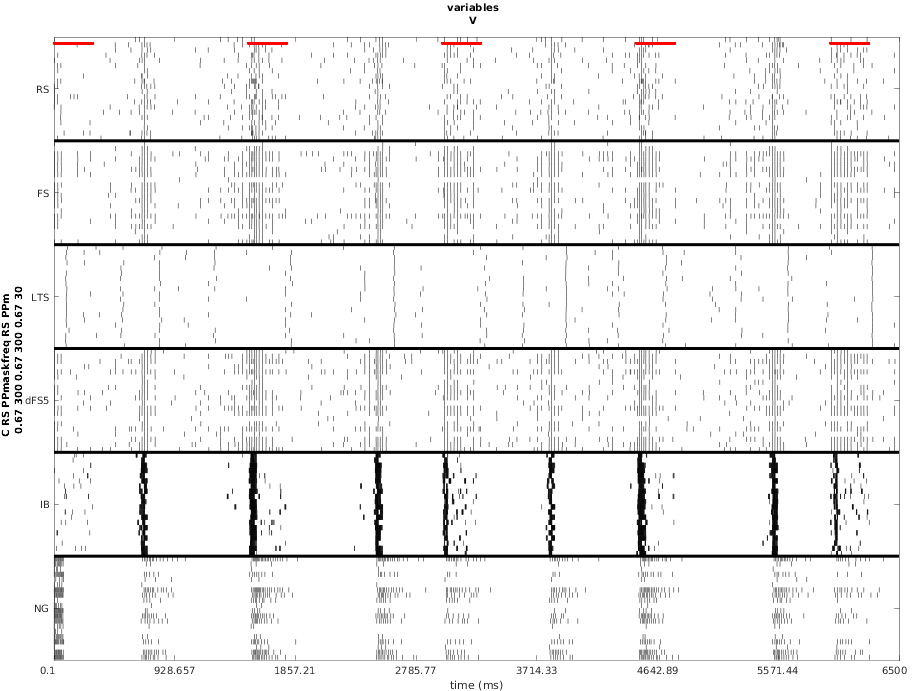 variables
V
C RS PPmaskfreq RS PPm
0.67 300 0.67 300 0.67 30
RS
FS
LTS
dFS5
IB
NG
0.1 928.657 1857.21 2785.77 3714.33 4642.89 5571.44 6500
time (ms)